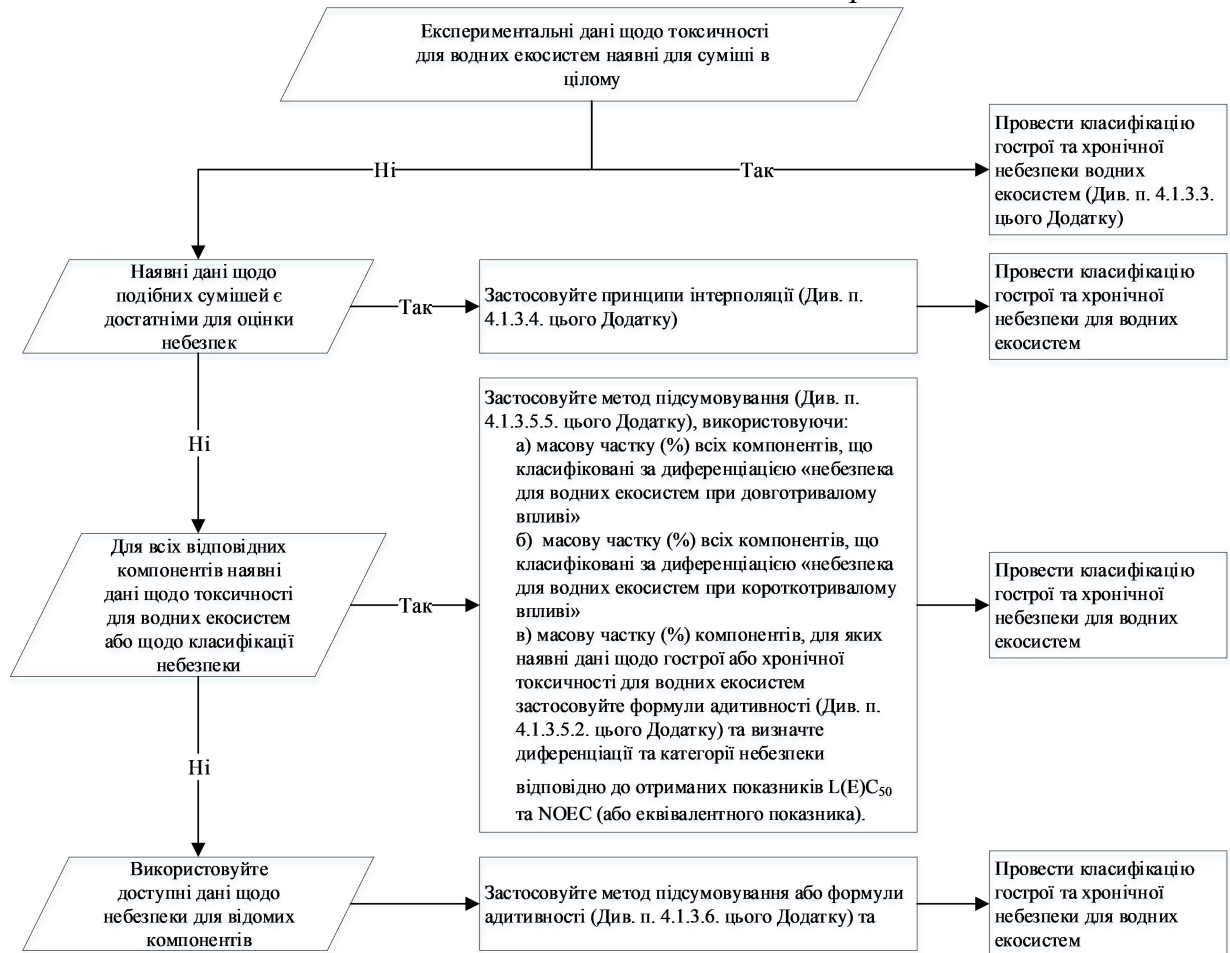 Експериментальні дані щодо токсичності
для водних екосистем наявні для суміші в
цілому
Ні
Так
Провести класифікацію
гострої та хронічної
небезпеки водних
екосистем (Див. п. 4.1.3.3.
цього Додатку)
Наявні дані щодо
подібних сумішей є
достатніми для оцінки
небезпек
Так
Застосовуйте принципи інтерполяції (Див. п.
4.1.3.4. цього Додатку)
Провести класифікацію
гострої та хронічної
небезпеки для водних
екосистем
Ні
Для всіх відповідних
компонентів наявні
дані щодо токсичності
для водних екосистем
або щодо класифікації
небезпеки
Так
Застосовуйте метод підсумовування (Див. п.
4.1.3.5.5. цього Додатку), використовуючи:
а) масову частку (%) всіх компонентів, що
класифіковані за диференціацією «небезпека
для водних екосистем при довготривалому
впливі»
б) масову частку (%) всіх компонентів, що
класифіковані за диференціацією «небезпека
для водних екосистем при короткотривалому
впливі»
в) масову частку (%) компонентів, для яких
наявні дані щодо гострої або хронічної
токсичності для водних екосистем
застосовуйте формули адитивності (Див. п.
4.1.3.5.2. цього Додатку) та визначте
диференціації та категорії небезпеки
відповідно до отриманих показників L(E)C₅₀
та NOEC (або еквівалентного показника).
Провести класифікацію
гострої та хронічної
небезпеки для водних
екосистем
Ні
Використовуйте
доступні дані щодо
небезпеки для відомих
компонентів
Застосовуйте метод підсумовування або формули
адитивності (Див. п. 4.1.3.6. цього Додатку) та
Провести класифікацію
гострої та хронічної
небезпеки для водних
екосистем